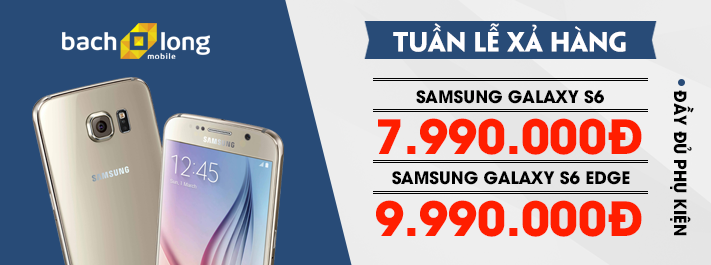 bach long
mobile
SAMSUNG
SAMSUNG
12:45
TUẦN LỄ XẢ HÀNG
SAMSUNG GALAXY S6
7.990.000Đ
SAMSUNG GALAXY S6 EDGE
9.990.000Đ
• ĐẦY ĐỦ PHỤ KIỆN